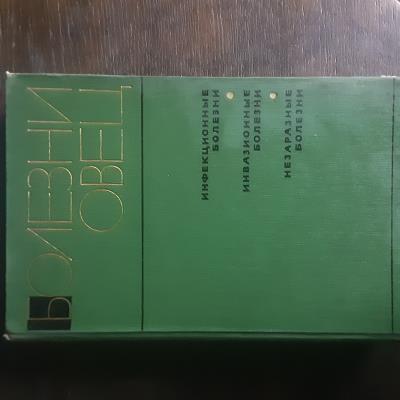 БОЛЕЗНИ
ОВЕЦ
ИНФЕКЦИОННЫЕ
БОЛЕЗНИ
ИНВАЗИОННЫЕ
БОЛЕЗНИ
НЕЗАРАЗНЫЕ
БОЛЕЗНИ